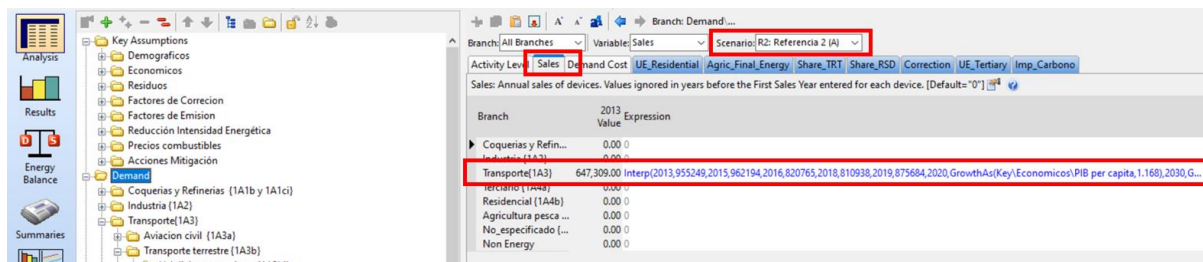 Analysis
Results
Energy
Balance
Summaries
Key Assumptions
Demograficos
Economicos
Residuos
Factores de Correcion
Factores de Emision
Reducción Intensidad Energética
Precios combustibles
Acciones Mitigación
Demand
Coquerias y Refinerias {1A1b y 1A1ci}
Industria {1A2}
Transporte{1A3}
Aviacion civil {1A3a}
Transporte terrestre {1A3b}
Branch: Demand\...
Branch: All Branches Variable: Sales Scenario: R2: Referencia 2 (A)
Activity Level Sales Demand Cost UE_Residential Agric_Final_Energy Share_TRT Share_RSD Correction UE_Tertiary Imp_Carbono
Sales: Annual sales of devices. Values ignored in years before the First Sales Year entered for each device. [Default="0"]
Branch 2013 Value Expression
Coquerias y Refin... 0.00 0
Industria {1A2} 0.00 0
Transporte{1A3} 647,309.00 Interp(2013,955249,2015,962194,2016,820765,2018,810938,2019,875684,2020,GrowthAs(Key\Economicos\PIB per capita,1.168),2030,G...
Terciario {1A4a} 0.00 0
Residencial {1A4b} 0.00 0
Agricultura pesca ... 0.00 0
No_especificado {... 0.00 0
Non Energy 0.00 0